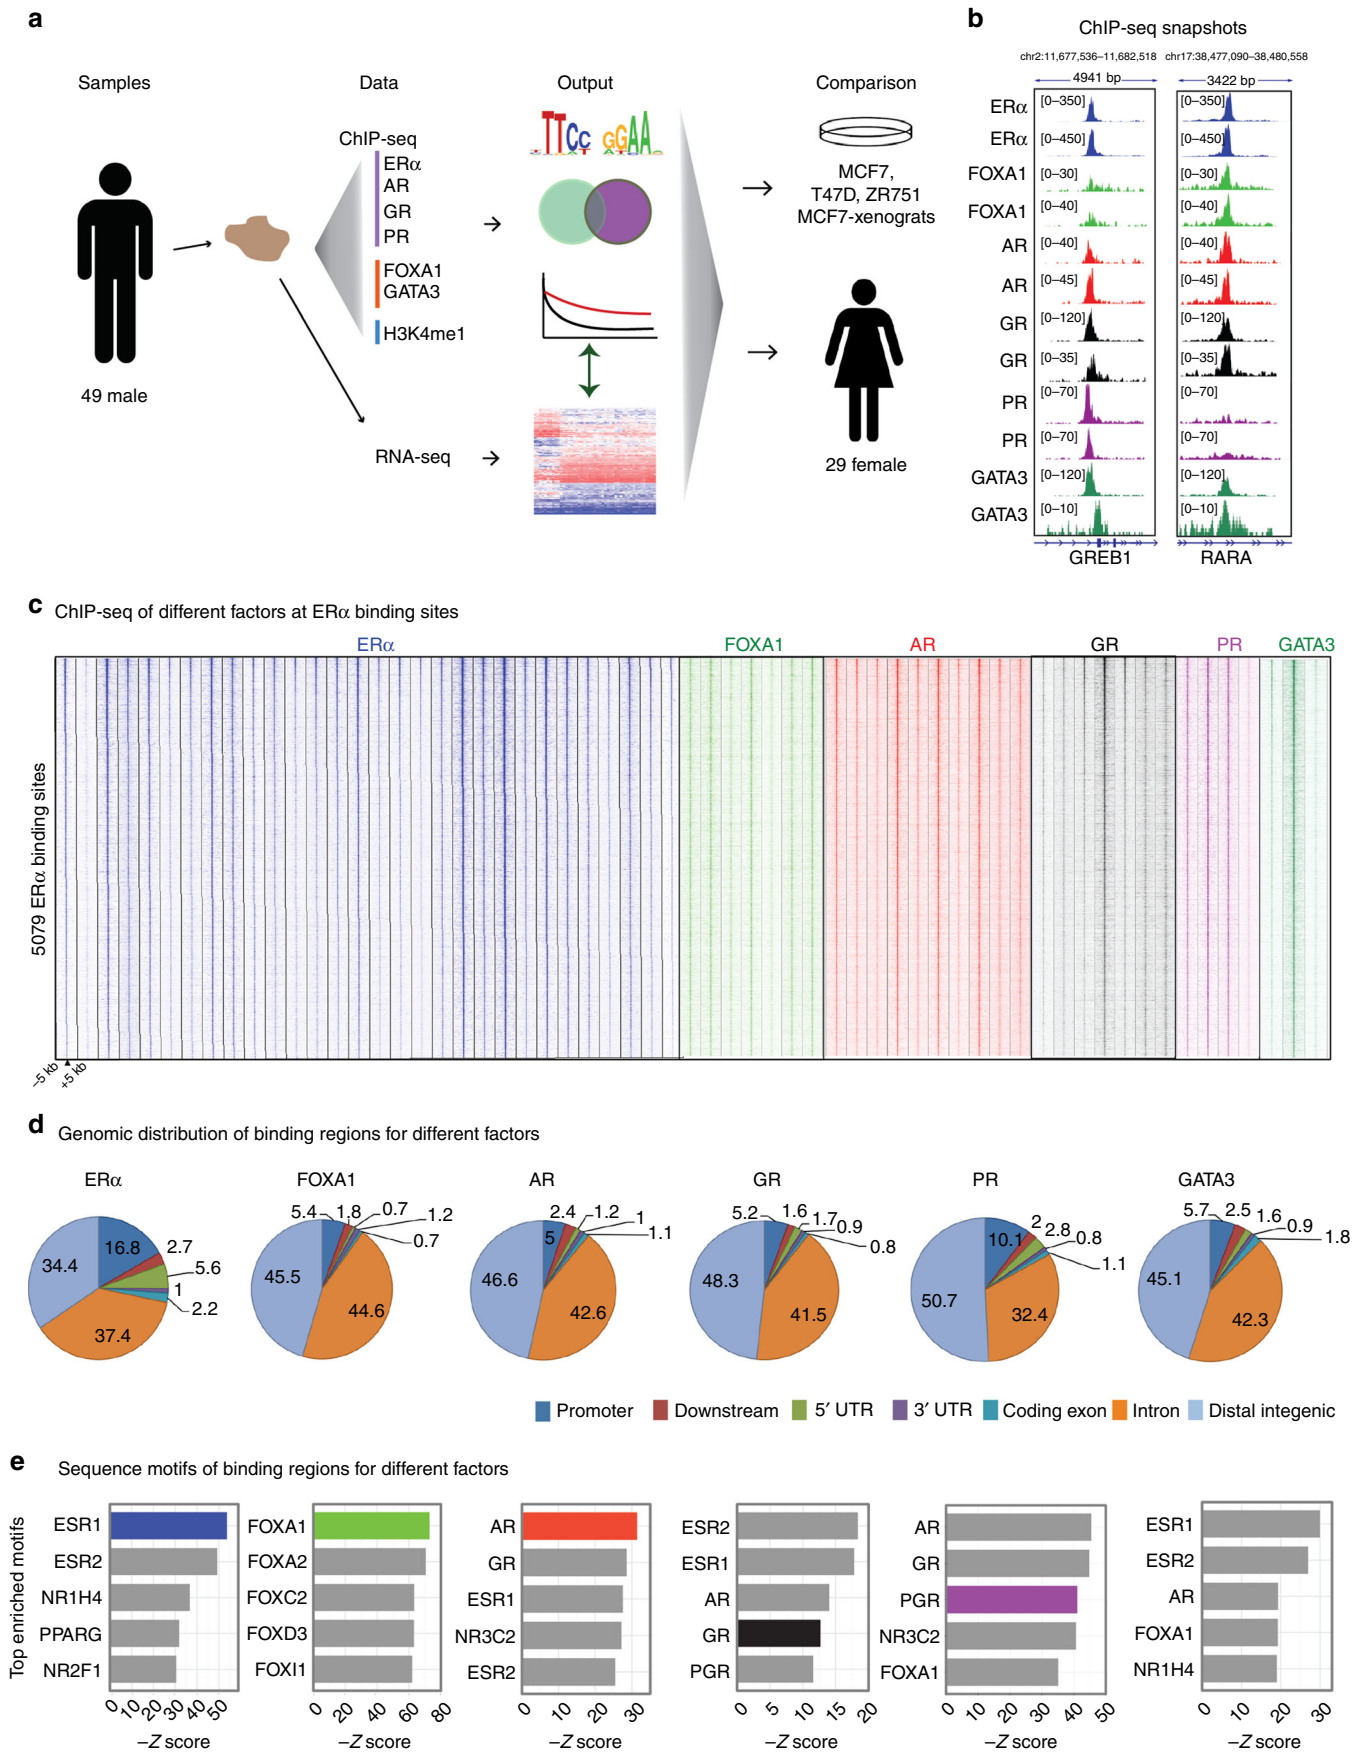 a
Samples
Data
Output
Comparison
ChIP-seq
ERα
AR
GR
PR
FOXA1
GATA3
H3K4me1
RNA-seq
49 male
TTCC GGAA
MCF7,
T47D, ZR751
MCF7-xenograts
29 female
b
ChIP-seq snapshots
chr2:11,677,536–11,682,518 chr17:38,477,090–38,480,558
4941 bp 3422 bp
ERα [0–350] [0–350]
ERα [0–450] [0–450]
FOXA1 [0–30] [0–30]
FOXA1 [0–40] [0–40]
AR [0–40] [0–40]
AR [0–45] [0–45]
GR [0–120] [0–120]
GR [0–35] [0–35]
PR [0–70] [0–70]
PR [0–70] [0–70]
GATA3 [0–120] [0–120]
GATA3 [0–10] [0–10]
GREB1 RARA
c ChIP-seq of different factors at ERα binding sites
ERα FOXA1 AR GR PR GATA3
5079 ERα binding sites
–5 kb +5 kb
d Genomic distribution of binding regions for different factors
ERα
16.8
2.7
5.6
1
2.2
37.4
34.4
FOXA1
5.4
1.8
0.7
1.2
0.7
44.6
45.5
AR
5
2.4
1.2
1
1.1
42.6
46.6
GR
5.2
1.6
1.7
0.9
0.8
41.5
48.3
PR
10.1
2
2.8
0.8
1.1
32.4
50.7
GATA3
5.7
2.5
1.6
0.9
1.8
42.3
45.1
Promoter Downstream 5′ UTR 3′ UTR Coding exon Intron Distal integenic
e Sequence motifs of binding regions for different factors
Top enriched motifs
ESR1
ESR2
NR1H4
PPARG
NR2F1
0 10 20 30 40 50
–Z score
FOXA1
FOXA2
FOXC2
FOXD3
FOXI1
0 20 40 60 80
–Z score
AR
GR
ESR1
NR3C2
ESR2
0 10 20 30
–Z score
ESR2
ESR1
AR
GR
PGR
0 5 10 15 20
–Z score
AR
GR
PGR
NR3C2
FOXA1
0 10 20 30 40 50
–Z score
ESR1
ESR2
AR
FOXA1
NR1H4
0 10 20 30
–Z score